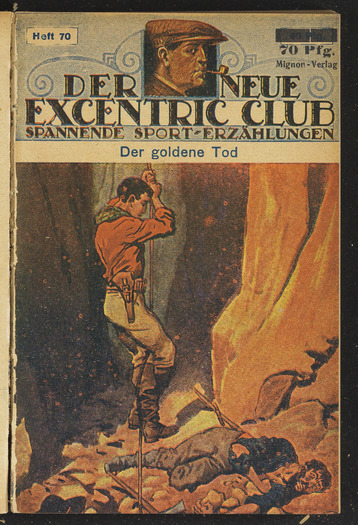 Heft 70
70 Pfg.
Mignon-Verlag
DER NEUE
EXCENTRIC CLUB
SPANNENDE SPORT-ERZÄHLUNGEN
Der goldene Tod